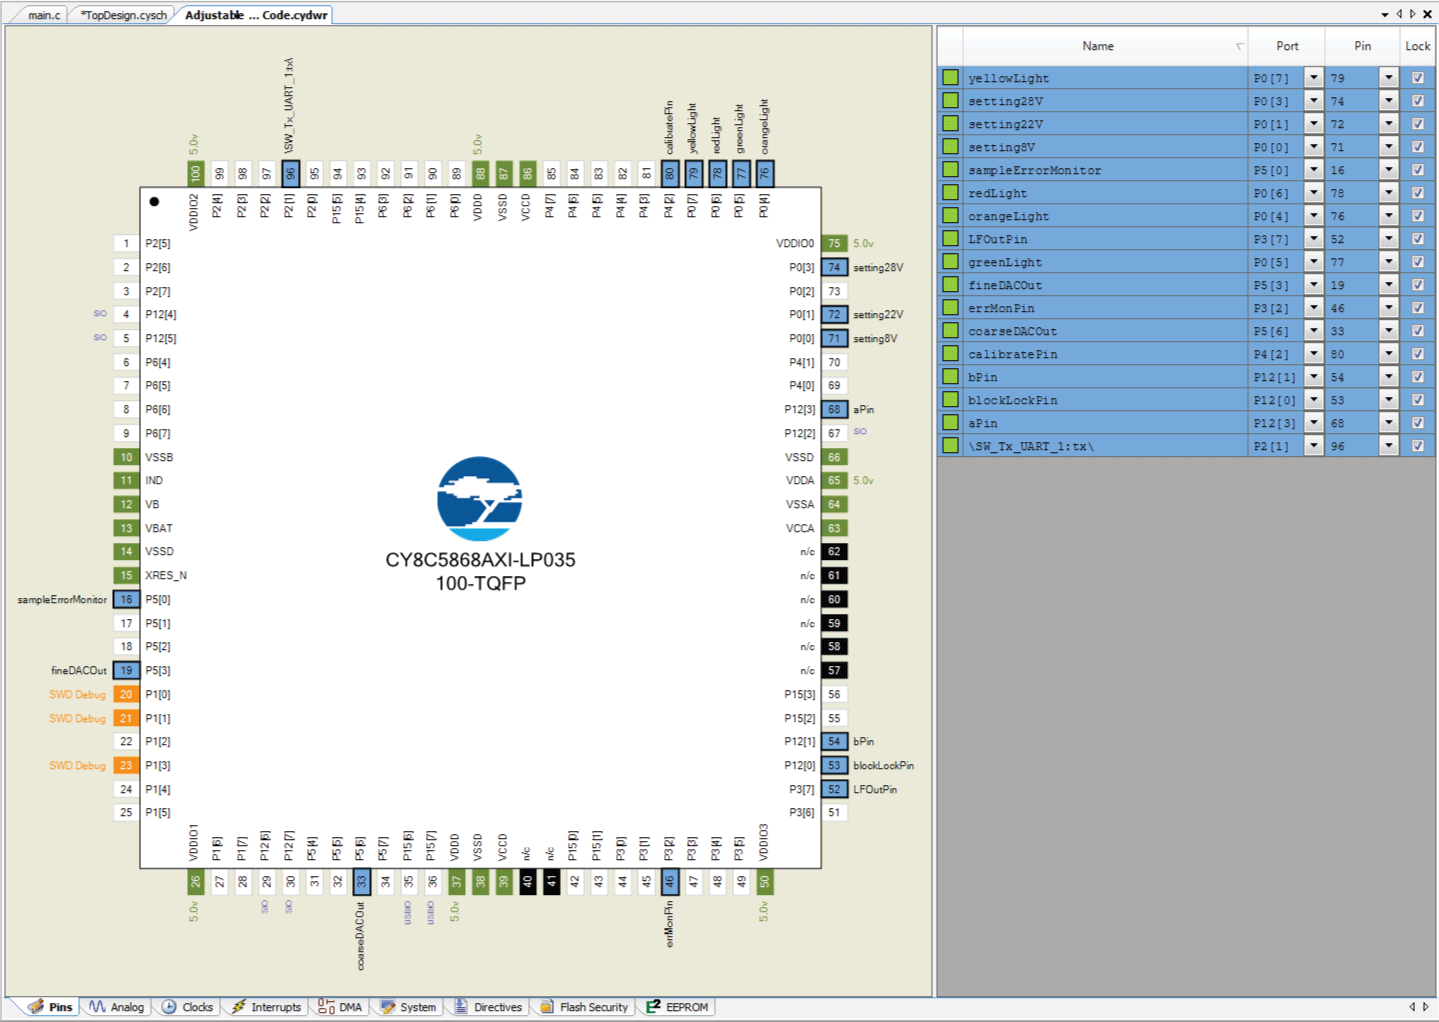 main.c
*TopDesign.cysch
Adjustable ... Code.cydwr
\SW_Tx_UART_1:tx\
calibratePin
yellowLight
redLight
greenLight
orangeLight
5.0v
5.0v
100 99 98 97 96 95 94 93 92 91 90 89 88 87 86 85 84 83 82 81 80 79 78 77 76
VDDIO2 P2[4] P2[3] P2[2] P2[1] P2[0] P15[5] P15[4] P6[3] P6[2] P6[1] P6[0] VDDD VSSD VCCD P4[7] P4[6] P4[5] P4[4] P4[3] P4[2] P0[7] P0[6] P0[5] P0[4]
1 P2[5]
2 P2[6]
3 P2[7]
SIO 4 P12[4]
SIO 5 P12[5]
6 P6[4]
7 P6[5]
8 P6[6]
9 P6[7]
10 VSSB
11 IND
12 VB
13 VBAT
14 VSSD
15 XRES_N
sampleErrorMonitor 16 P5[0]
17 P5[1]
18 P5[2]
fineDACOut 19 P5[3]
SWD Debug 20 P1[0]
SWD Debug 21 P1[1]
22 P1[2]
SWD Debug 23 P1[3]
24 P1[4]
25 P1[5]
CY8C5868AXI-LP035
100-TQFP
VDDIO0 75 5.0v
P0[3] 74 setting28V
P0[2] 73
P0[1] 72 setting22V
P0[0] 71 setting8V
P4[1] 70
P4[0] 69
P12[3] 68 aPin
P12[2] 67 SIO
VSSD 66
VDDA 65 5.0v
VSSA 64
VCCA 63
n/c 62
n/c 61
n/c 60
n/c 59
n/c 58
n/c 57
P15[3] 56
P15[2] 55
P12[1] 54 bPin
P12[0] 53 blockLockPin
P3[7] 52 LFOutPin
P3[6] 51
VDDIO1 P1[6] P1[7] P12[6] P12[7] P5[4] P5[5] P5[6] P5[7] P15[6] P15[7] VDDD VSSD VCCD n/c n/c P15[0] P15[1] P3[0] P3[1] P3[2] P3[3] P3[4] P3[5] VDDIO3
26 27 28 29 30 31 32 33 34 35 36 37 38 39 40 41 42 43 44 45 46 47 48 49 50
5.0v SIO SIO coarseDACOut USBIO USBIO 5.0v errMonPin 5.0v
Name Port Pin Lock
yellowLight P0[7] 79
setting28V P0[3] 74
setting22V P0[1] 72
setting8V P0[0] 71
sampleErrorMonitor P5[0] 16
redLight P0[6] 78
orangeLight P0[4] 76
LFOutPin P3[7] 52
greenLight P0[5] 77
fineDACOut P5[3] 19
errMonPin P3[2] 46
coarseDACOut P5[6] 33
calibratePin P4[2] 80
bPin P12[1] 54
blockLockPin P12[0] 53
aPin P12[3] 68
\SW_Tx_UART_1:tx\ P2[1] 96
Pins Analog Clocks Interrupts DMA System Directives Flash Security EEPROM